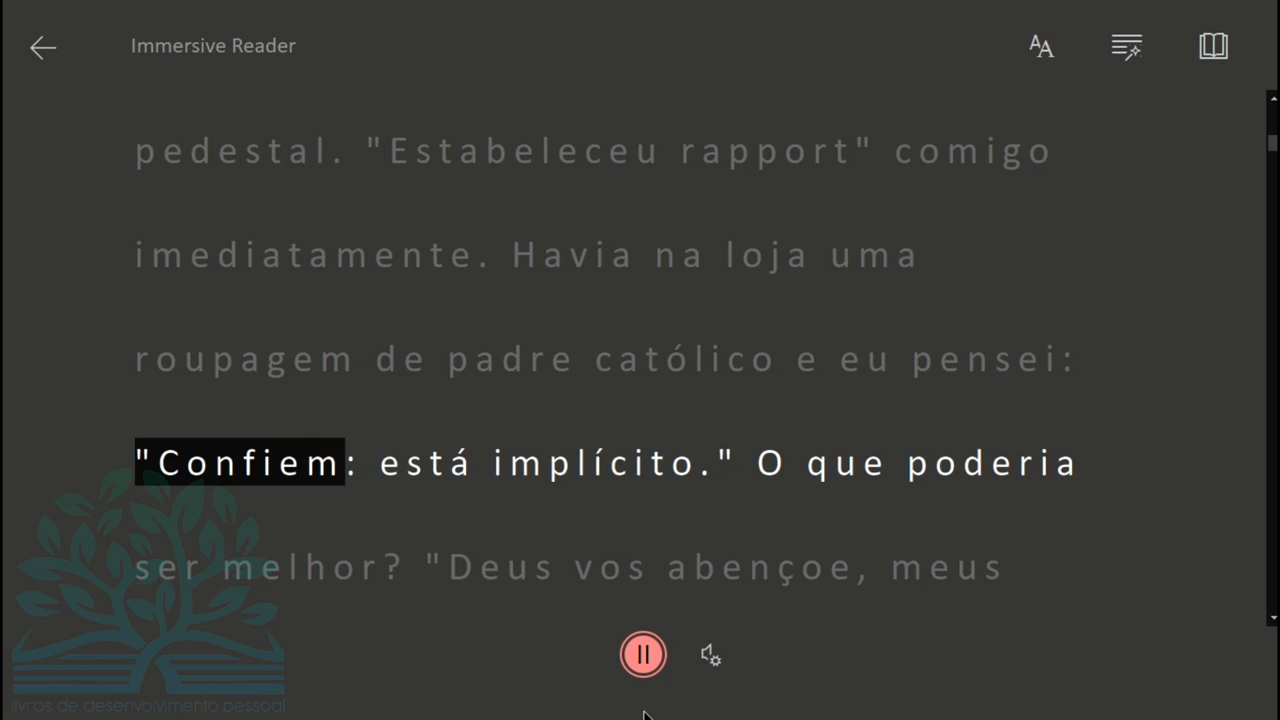 Immersive Reader
pedestal. "Estabeleceu rapport" comigo
imediatamente. Havia na loja uma
roupagem de padre católico e eu pensei:
"Confiem: está implícito." O que poderia
ser melhor? "Deus vos abençoe, meus
livros de desenvolvimento pessoal